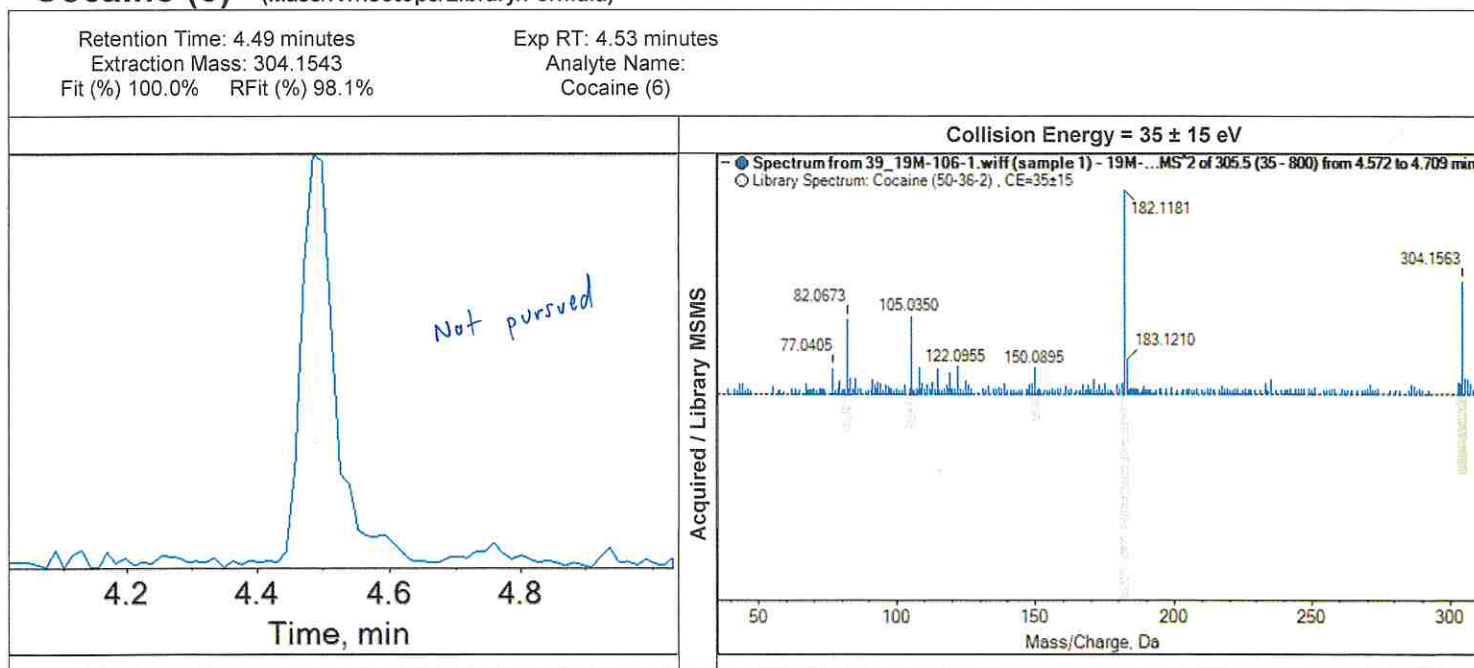 Retention Time: 4.49 minutes
Extraction Mass: 304.1543
Fit (%) 100.0% RFit (%) 98.1%
Exp RT: 4.53 minutes
Analyte Name:
Cocaine (6)
Collision Energy = 35 ± 15 eV
Not pursued
4.2 4.4 4.6 4.8
Time, min
Acquired / Library MSMS
Spectrum from 39_19M-106-1.wiff (sample 1) - 19M-...MS^2 of 305.5 (35 - 800) from 4.572 to 4.709 min
Library Spectrum: Cocaine (50-36-2) , CE=35±15
182.1181
304.1563
82.0673
105.0350
77.0405
122.0955
150.0895
183.1210
50 100 150 200 250 300
Mass/Charge, Da